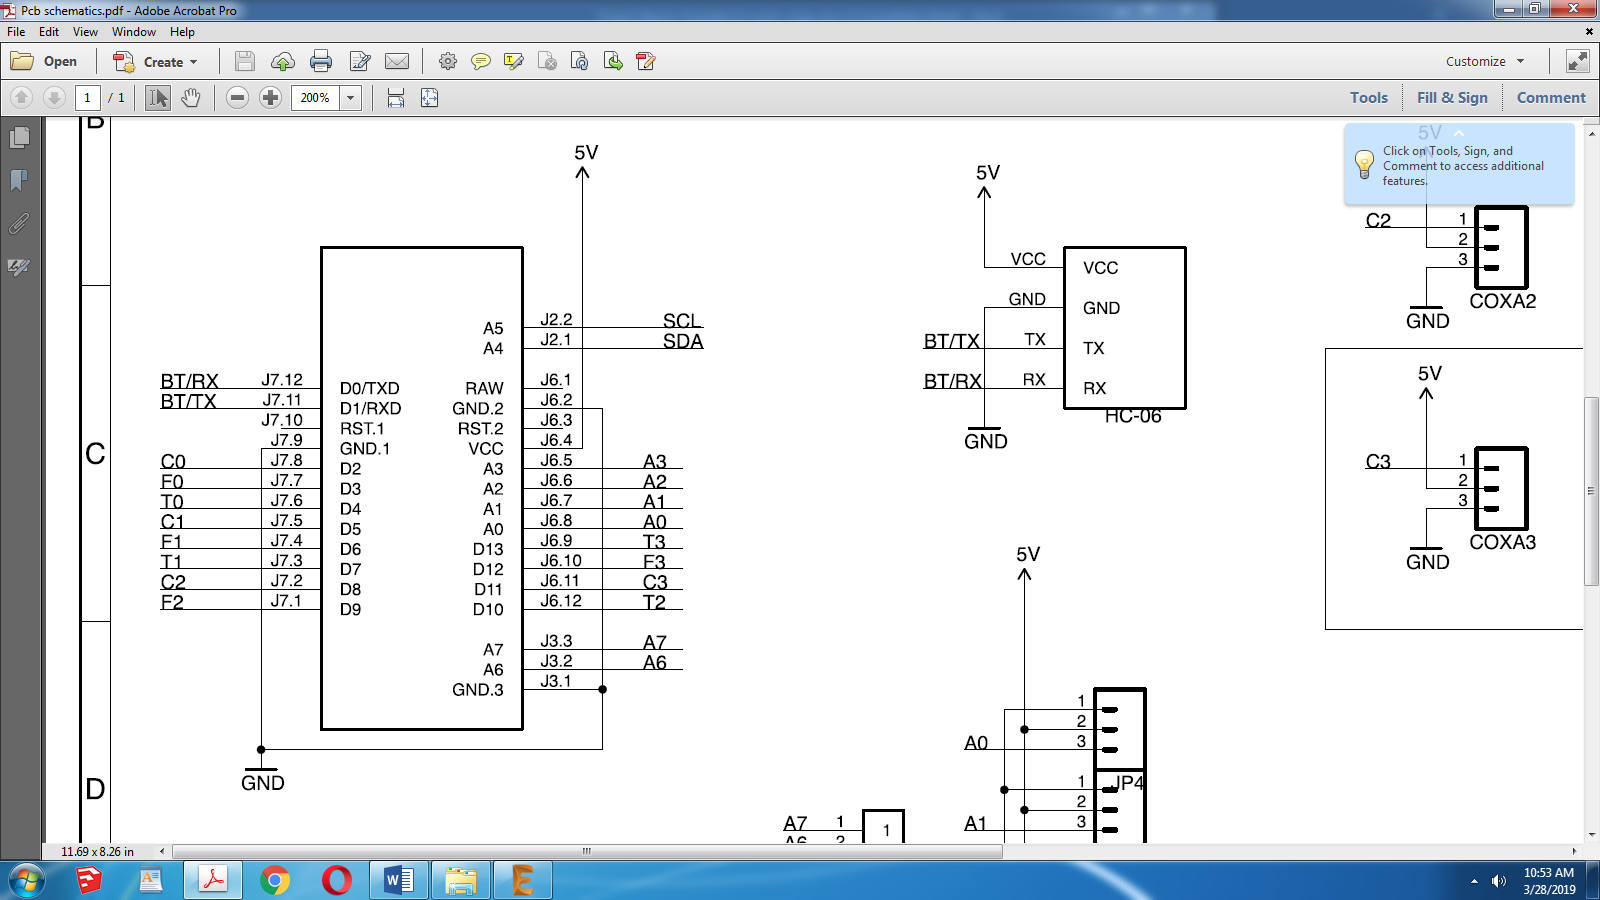 Pcb schematics.pdf - Adobe Acrobat Pro
File Edit View Window Help
Open Create Customize
1 / 1 200% Tools Fill & Sign Comment
B
5V
5V
5V
Click on Tools, Sign, and
Comment to access additional
features.
C2 1
2
3
COXA2
GND
VCC VCC
GND GND
BT/TX TX TX
BT/RX RX RX
HC-06
GND
A5 J2.2 SCL
A4 J2.1 SDA
BT/RX J7.12 D0/TXD RAW J6.1
BT/TX J7.11 D1/RXD GND.2 J6.2
J7.10 RST.1 RST.2 J6.3
J7.9 GND.1 VCC J6.4
C0 J7.8 D2 A3 J6.5 A3
F0 J7.7 D3 A2 J6.6 A2
T0 J7.6 D4 A1 J6.7 A1
C1 J7.5 D5 A0 J6.8 A0
F1 J7.4 D6 D13 J6.9 T3
T1 J7.3 D7 D12 J6.10 F3
C2 J7.2 D8 D11 J6.11 C3
F2 J7.1 D9 D10 J6.12 T2
A7 J3.3 A7
A6 J3.2 A6
GND.3 J3.1
GND
C
5V
C3 1
2
3
COXA3
GND
5V
1
2
A0 3
JP4
1
2
A1 3
D
A7 1 1
A6 2
11.69 x 8.26 in
10:53 AM
3/28/2019